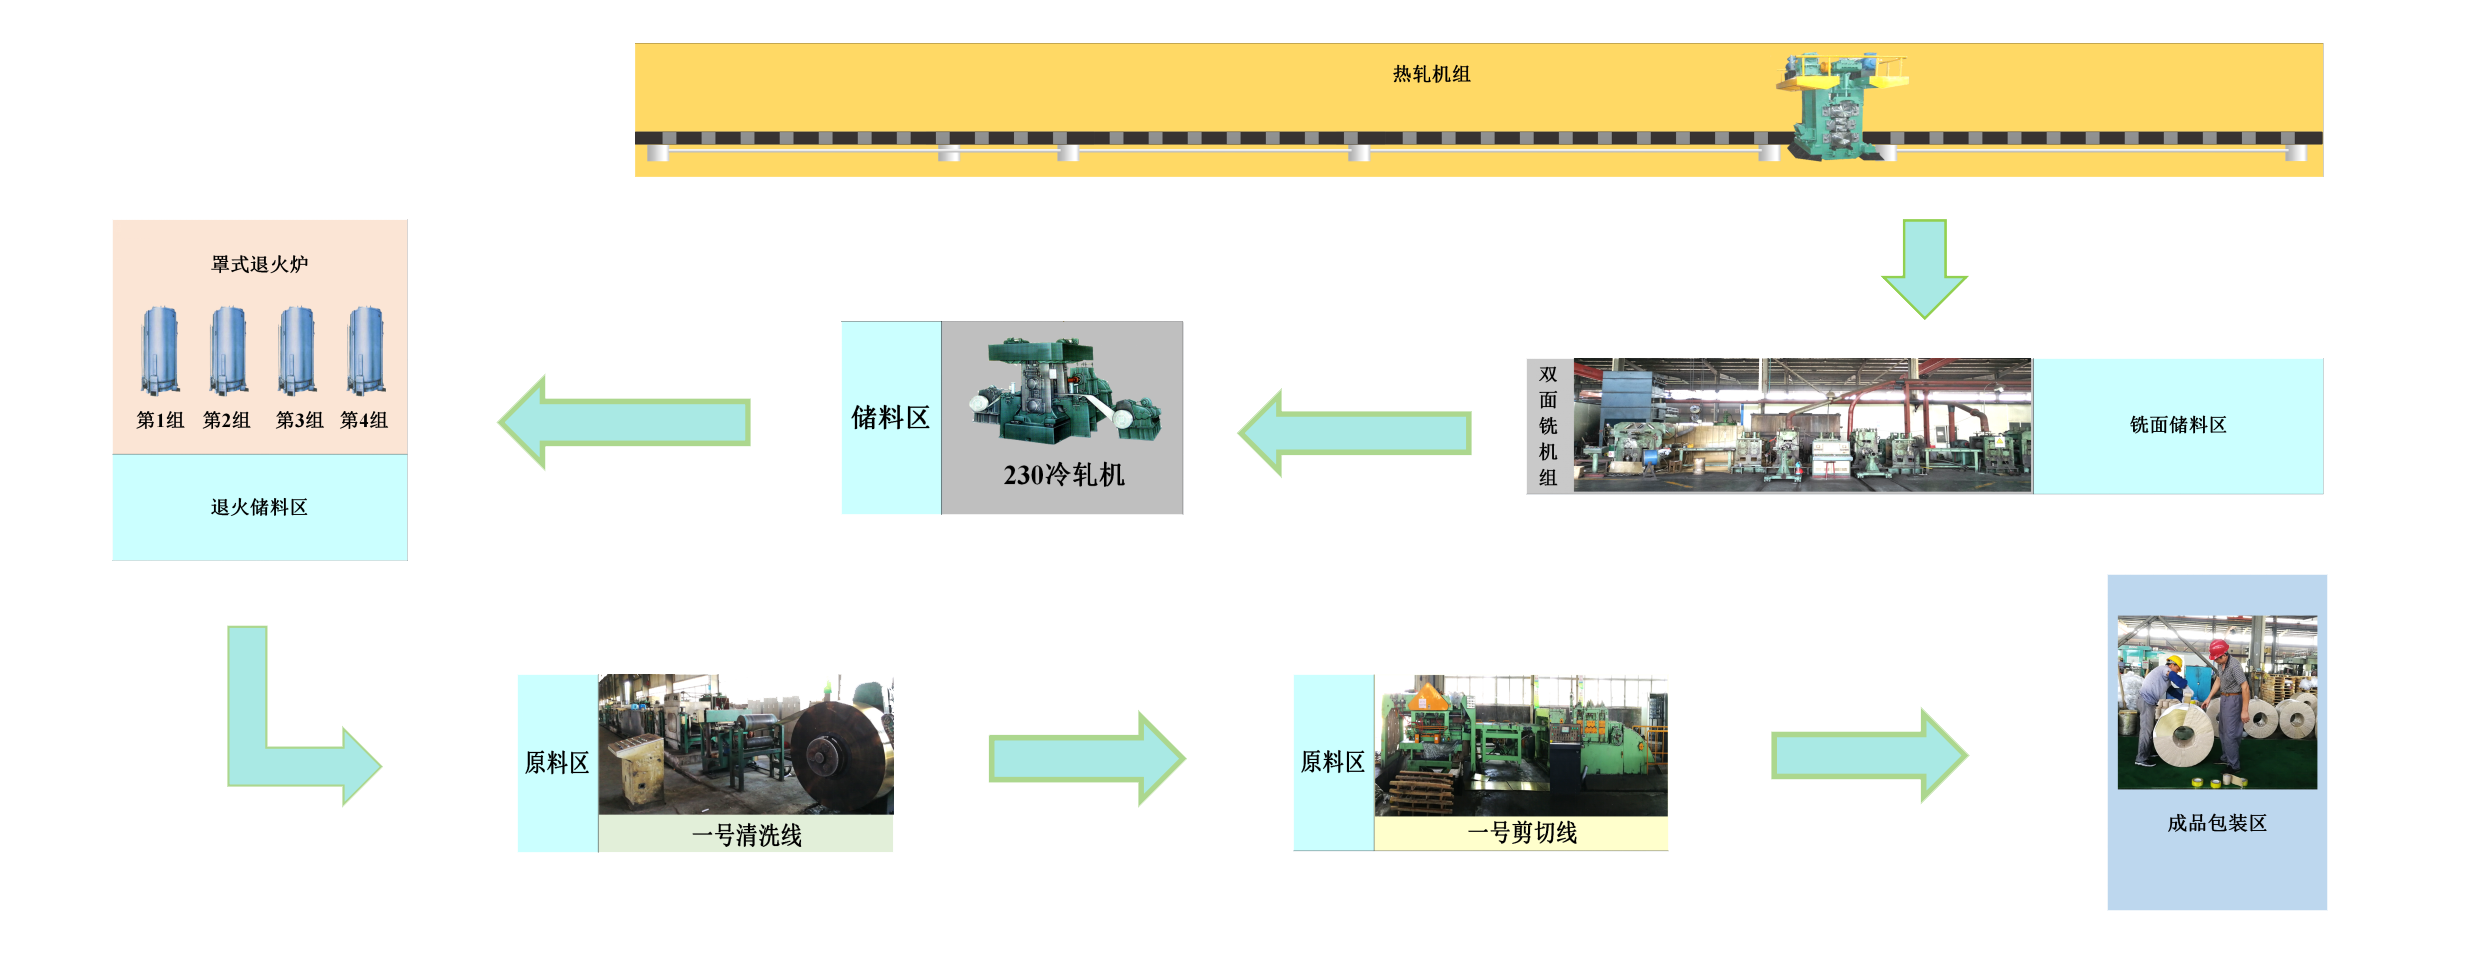 热轧机组
罩式退火炉
第1组 第2组 第3组 第4组
退火储料区
储料区
230冷轧机
双面铣机组
铣面储料区
原料区
一号清洗线
原料区
一号剪切线
成品包装区